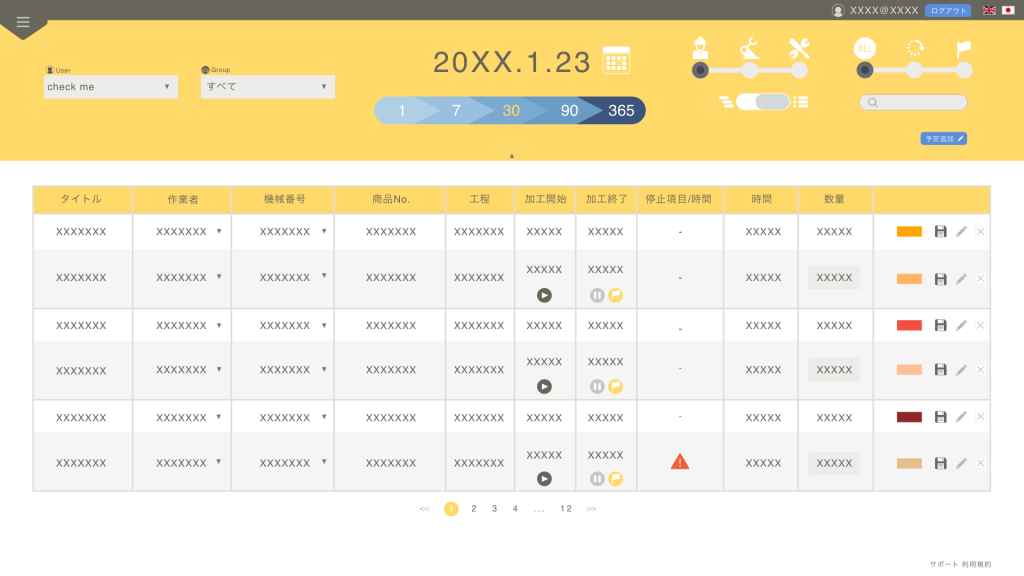 XXXX@XXXX ログアウト
User
check me ▼
Group
すべて ▼
20XX.1.23
1 7 30 90 365
ALL
予定追加
▲
タイトル 作業者 機械番号 商品No. 工程 加工開始 加工終了 停止項目/時間 時間 数量
XXXXXXX XXXXXXX ▼ XXXXXXX ▼ XXXXXXX XXXXXXX XXXXX XXXXX - XXXXX XXXXX
XXXXXXX XXXXXXX ▼ XXXXXXX ▼ XXXXXXX XXXXXXX XXXXX XXXXX - XXXXX XXXXX
XXXXXXX XXXXXXX ▼ XXXXXXX ▼ XXXXXXX XXXXXXX XXXXX XXXXX - XXXXX XXXXX
XXXXXXX XXXXXXX ▼ XXXXXXX ▼ XXXXXXX XXXXXXX XXXXX XXXXX - XXXXX XXXXX
XXXXXXX XXXXXXX ▼ XXXXXXX ▼ XXXXXXX XXXXXXX XXXXX XXXXX - XXXXX XXXXX
XXXXXXX XXXXXXX ▼ XXXXXXX ▼ XXXXXXX XXXXXXX XXXXX XXXXX ! XXXXX XXXXX
<< 1 2 3 4 ... 12 >>
サポート 利用規約